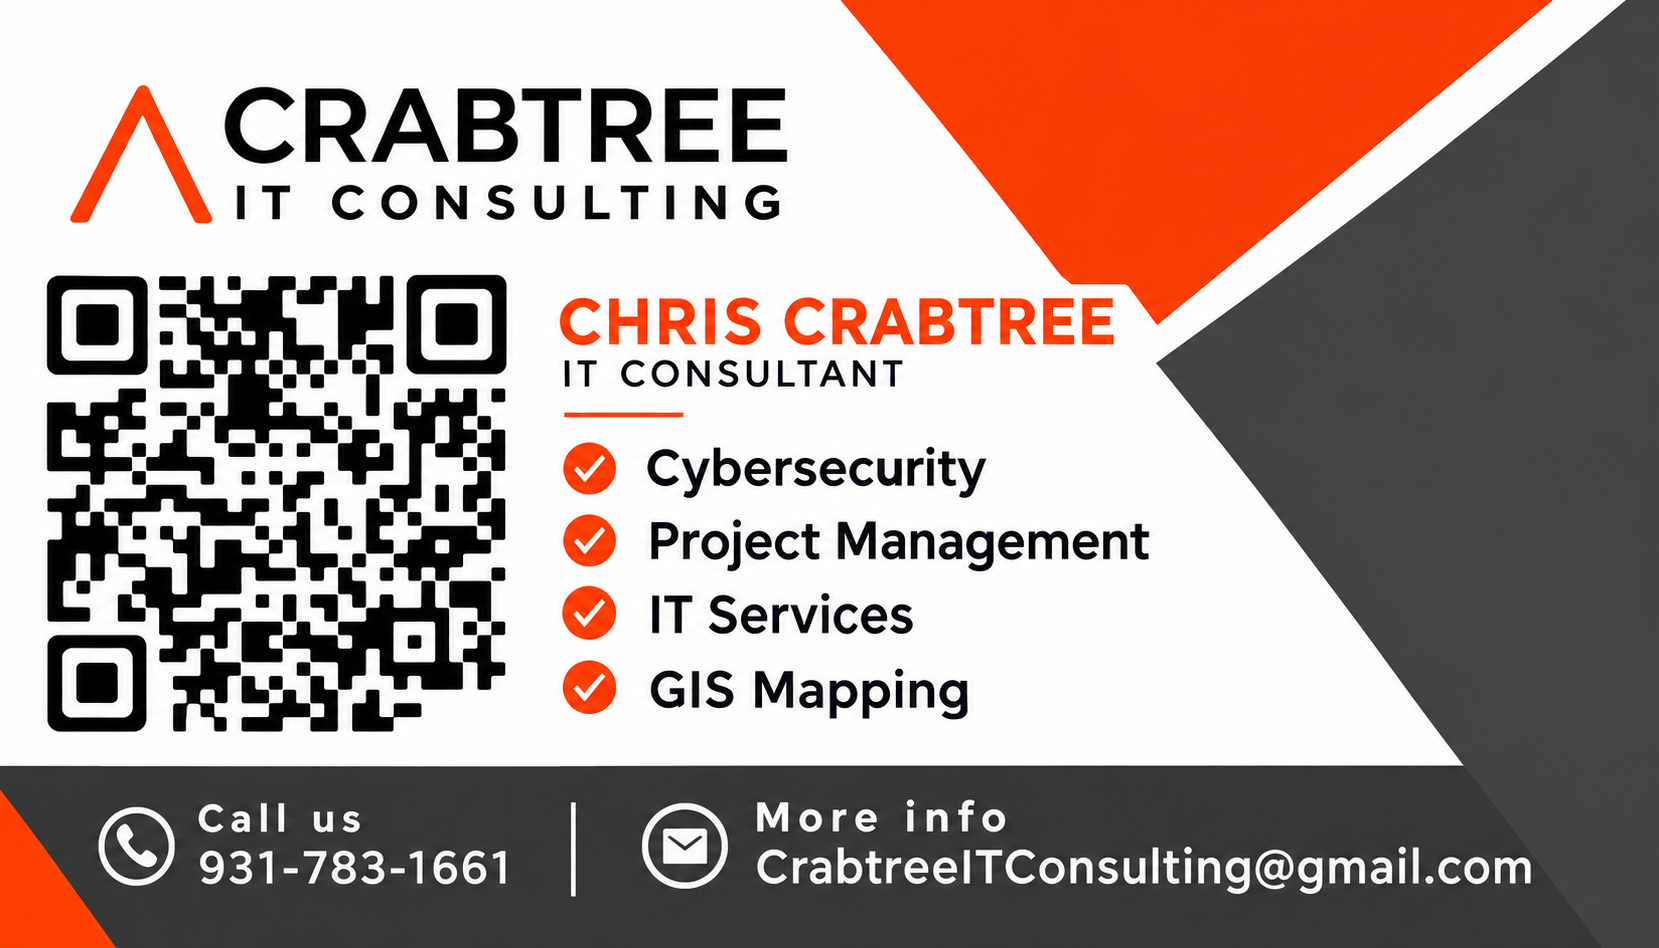 CRABTREE
IT CONSULTING
CHRIS CRABTREE
IT CONSULTANT
Cybersecurity
Project Management
IT Services
GIS Mapping
Call us
931-783-1661
More info
CrabtreeITConsulting@gmail.com